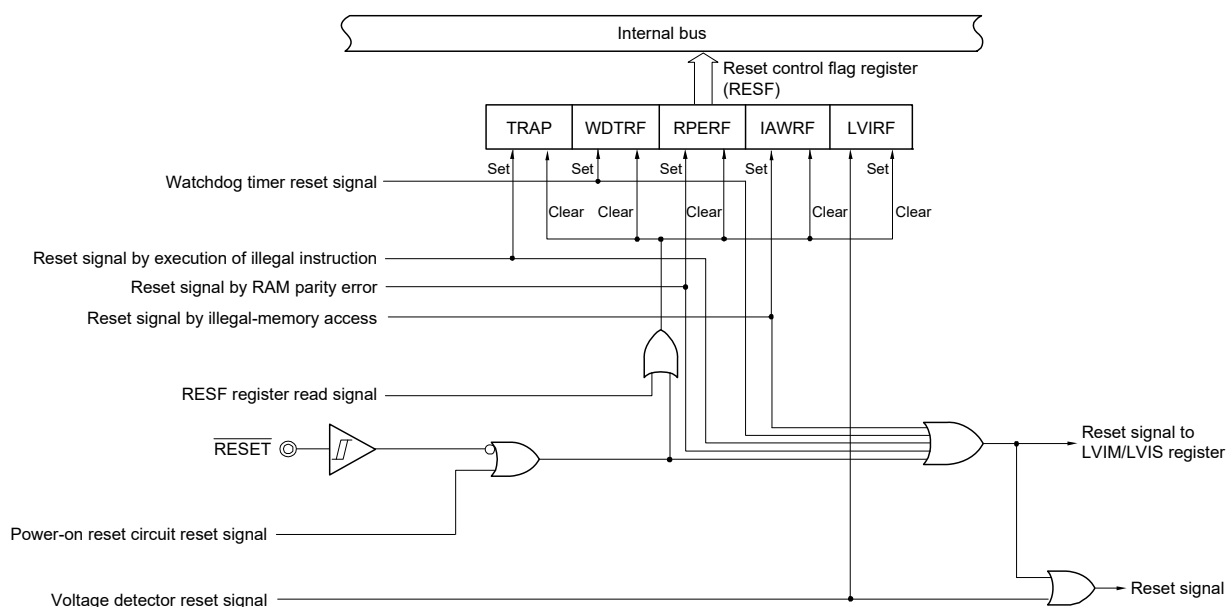 Internal bus
Reset control flag register
(RESF)
TRAP WDTRF RPERF IAWRF LVIRF
Set Set Set Set Set
Watchdog timer reset signal
Clear Clear Clear Clear Clear
Reset signal by execution of illegal instruction
Reset signal by RAM parity error
Reset signal by illegal-memory access
RESF register read signal
RESET
Reset signal to
LVIM/LVIS register
Power-on reset circuit reset signal
Reset signal
Voltage detector reset signal